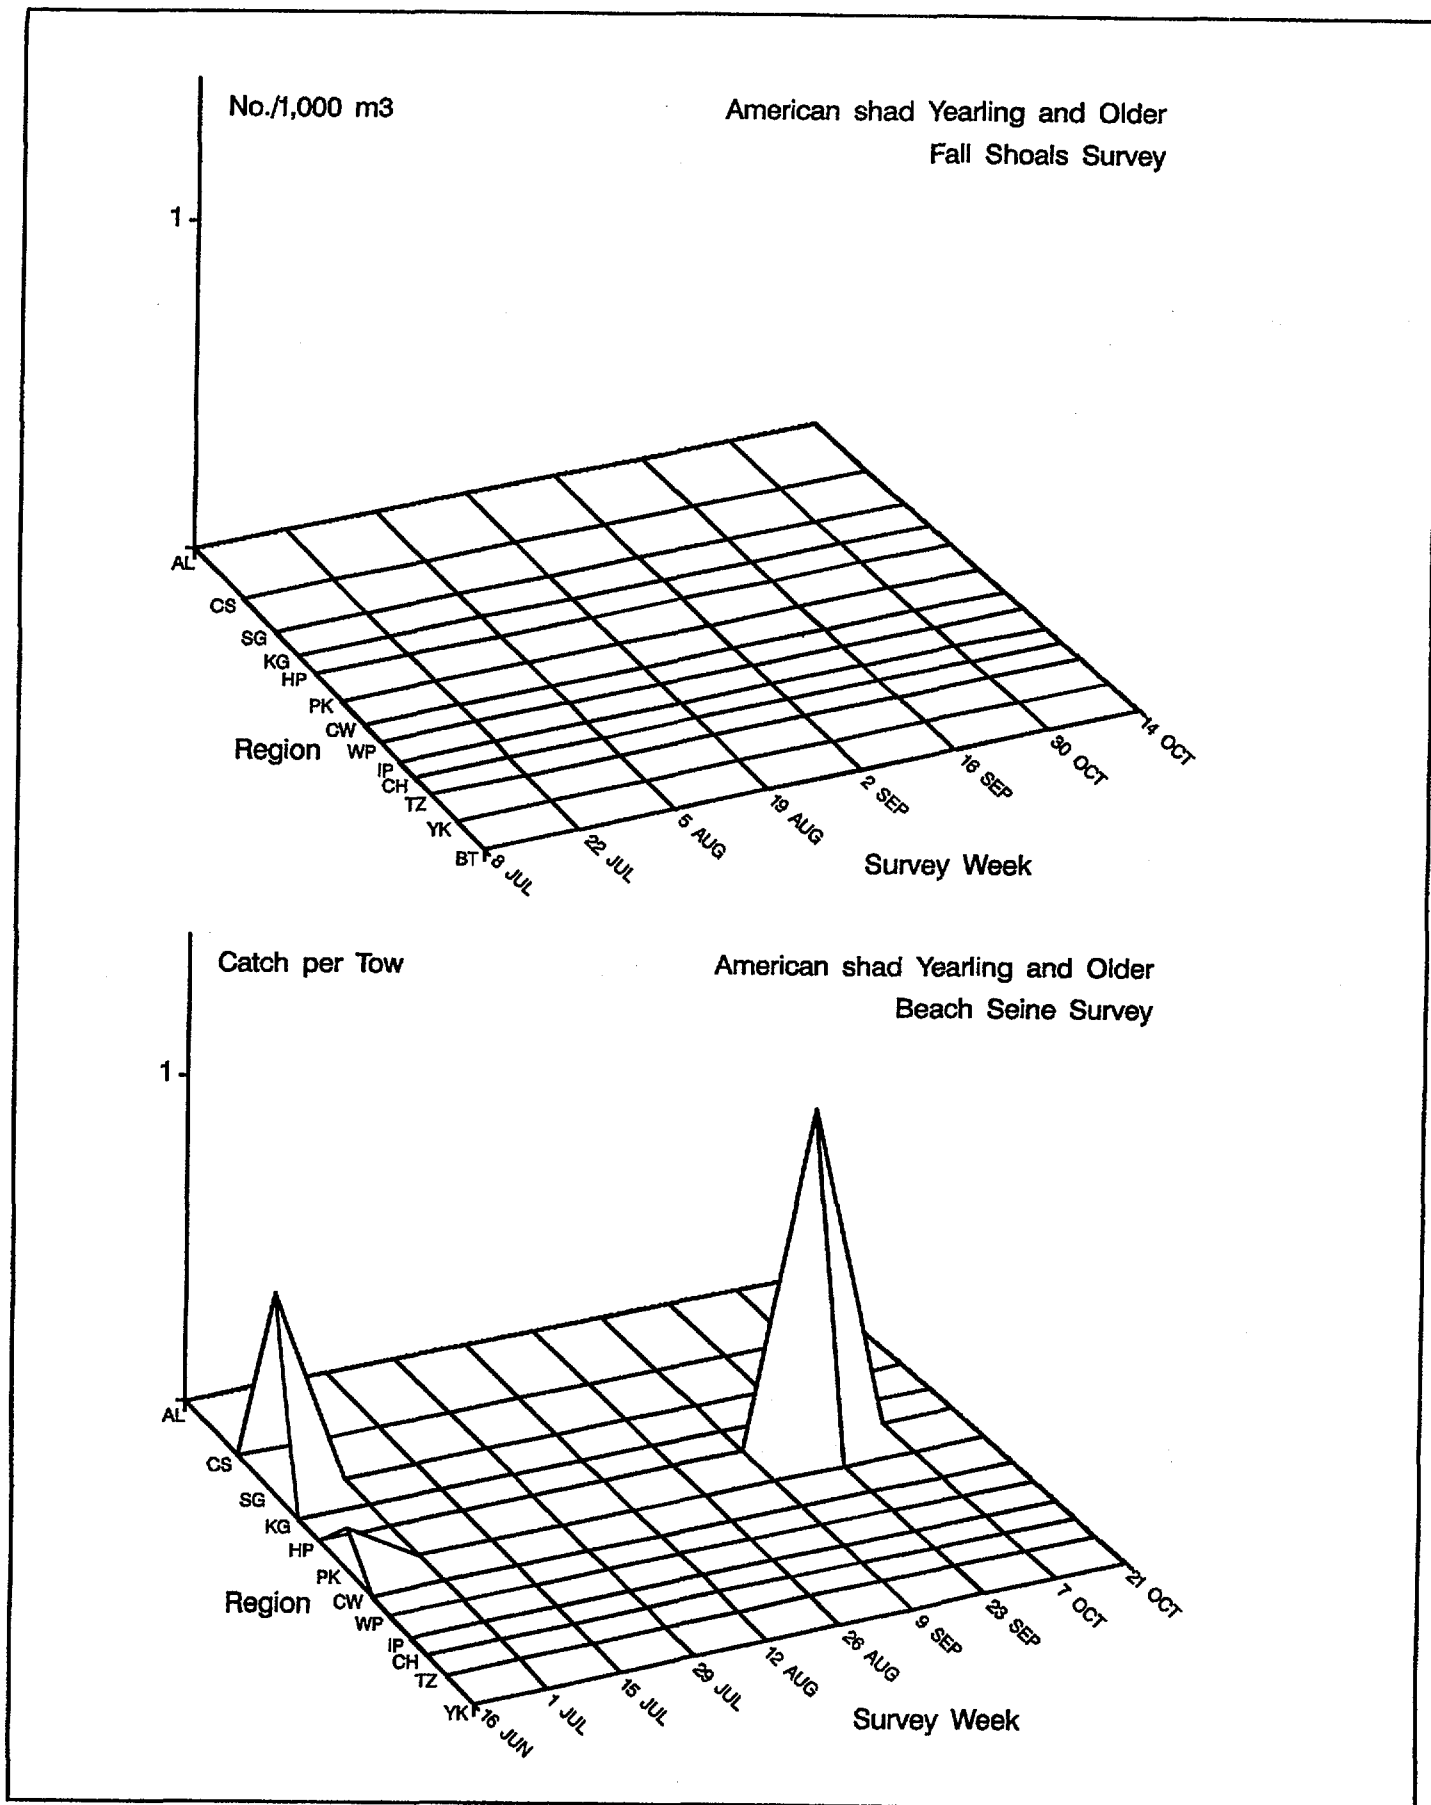 No./1,000 m3
American shad Yearling and Older
Fall Shoals Survey
1
AL
CS
SG
KG
HP
PK
CW
WP
IP
CH
TZ
YK
BT
Region
8 JUL
22 JUL
5 AUG
19 AUG
2 SEP
16 SEP
30 OCT
14 OCT
Survey Week
Catch per Tow
American shad Yearling and Older
Beach Seine Survey
1
AL
CS
SG
KG
HP
PK
CW
WP
IP
CH
TZ
YK
Region
16 JUN
1 JUL
15 JUL
29 JUL
12 AUG
26 AUG
9 SEP
23 SEP
7 OCT
21 OCT
Survey Week